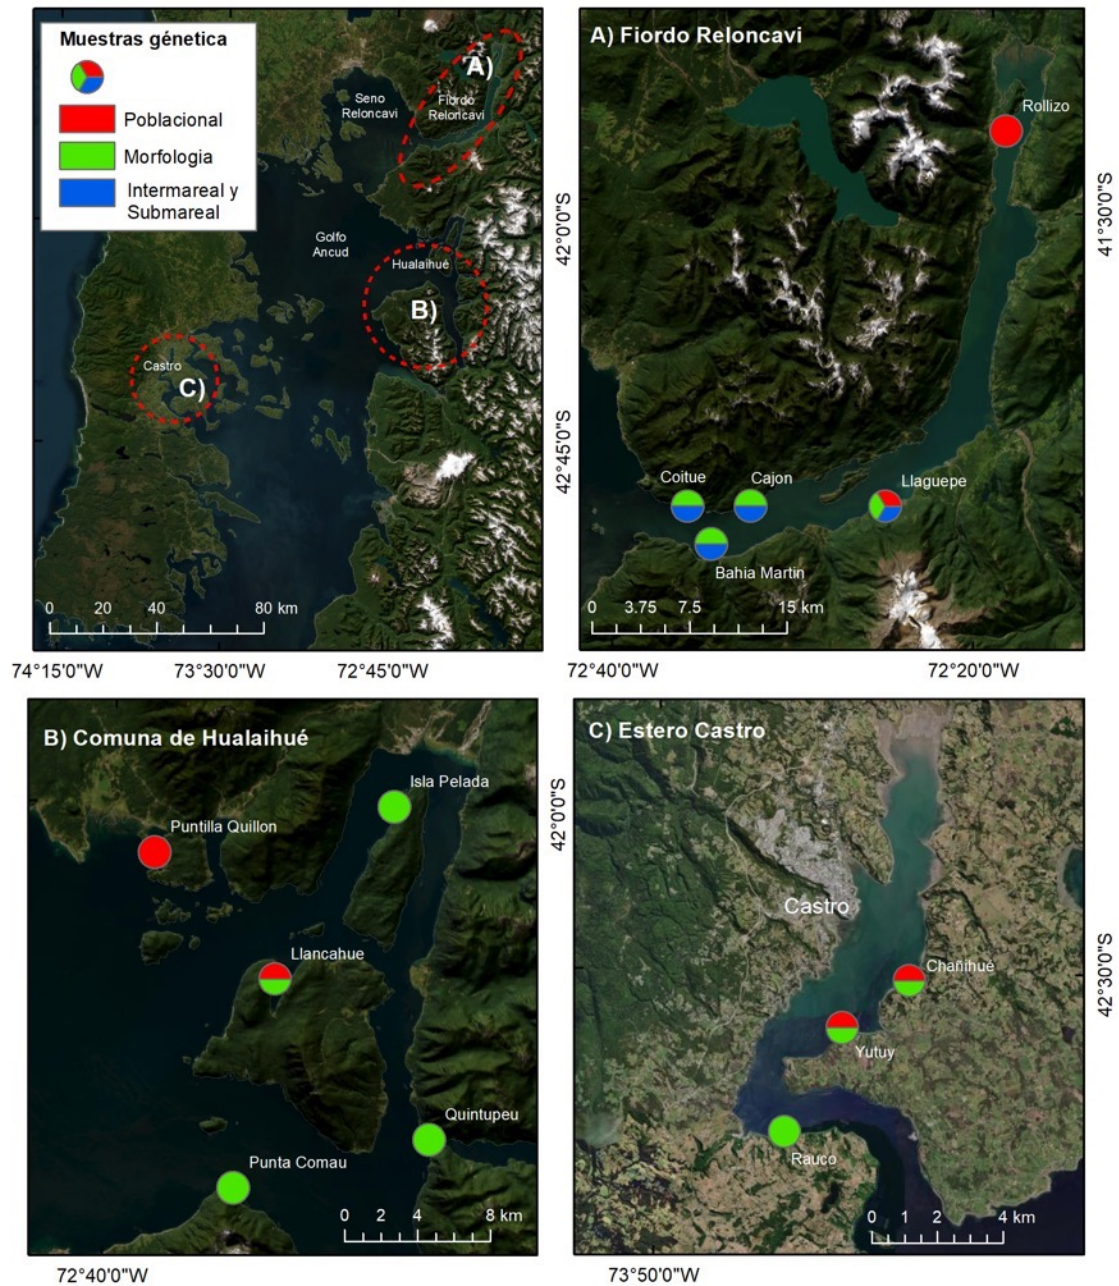 Muestras génetica
Poblacional
Morfologia
Intermareal y
Submareal
A)
Seno
Reloncavi
Fiordo
Reloncavi
Golfo
Ancud
Hualaihué
B)
Castro
C)
0 20 40 80 km
74°15'0"W 73°30'0"W 72°45'0"W
42°0'0"S
42°45'0"S
A) Fiordo Reloncavi
Rollizo
Coitue
Cajon
Llaguepe
Bahia Martin
0 3.75 7.5 15 km
72°40'0"W 72°20'0"W
41°30'0"S
B) Comuna de Hualaihué
Isla Pelada
Puntilla Quillon
Llancahue
Quintupeu
Punta Comau
0 2 4 8 km
72°40'0"W
42°0'0"S
C) Estero Castro
Castro
Chañihué
Yutuy
Rauco
0 1 2 4 km
73°50'0"W
42°30'0"S